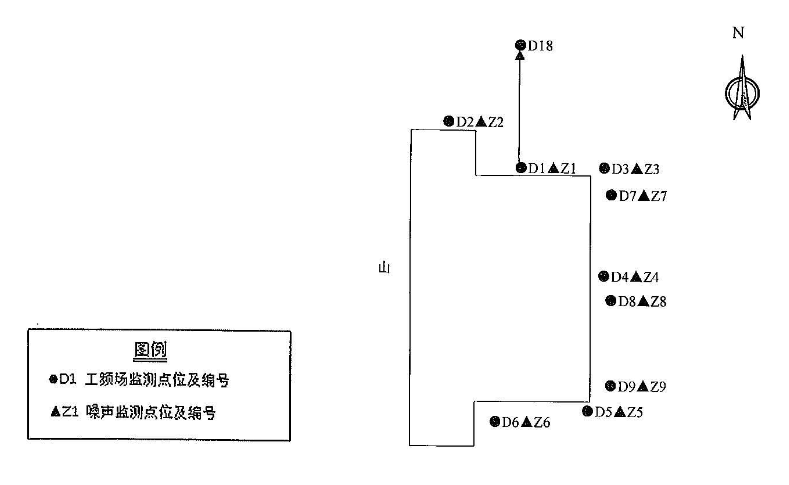 N
D18
D2▲Z2
D1▲Z1
D3▲Z3
D7▲Z7
山
D4▲Z4
D8▲Z8
图例
●D1 工频场监测点位及编号
▲Z1 噪声监测点位及编号
D9▲Z9
D5▲Z5
D6▲Z6